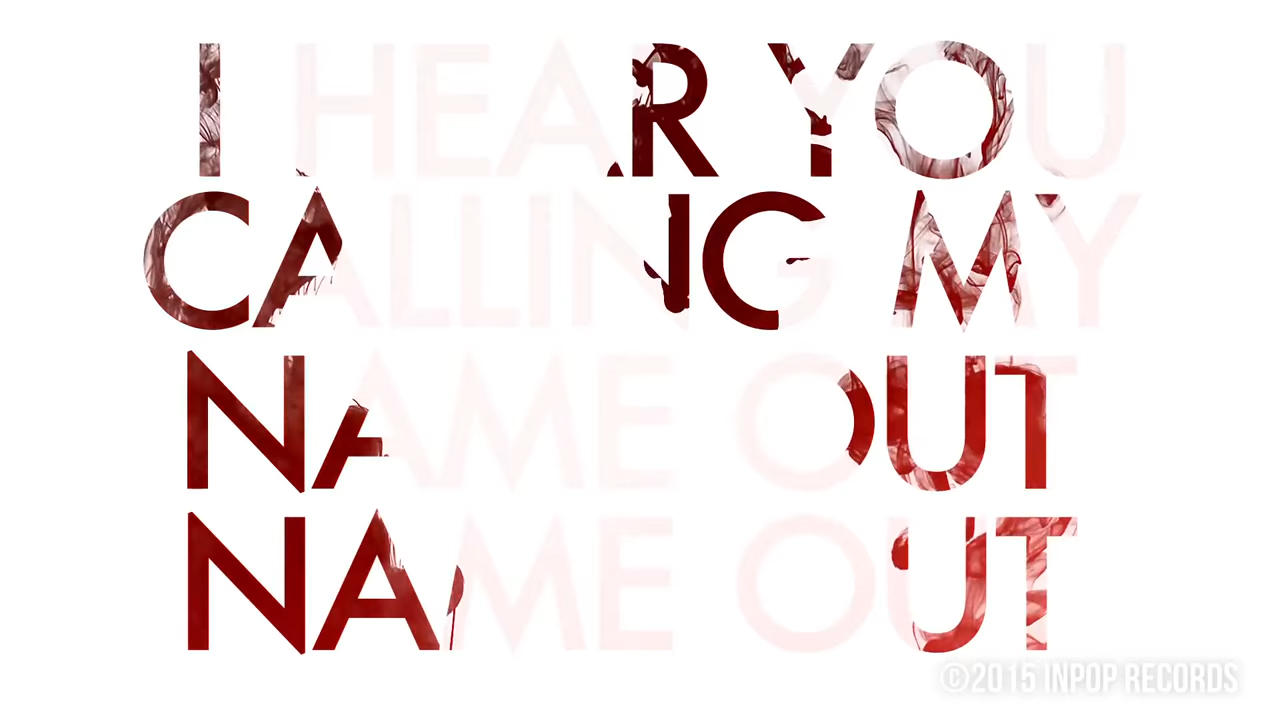 I HEAR YOU
CALLING MY
NAME OUT
NAME OUT
©2015 INPOP RECORDS